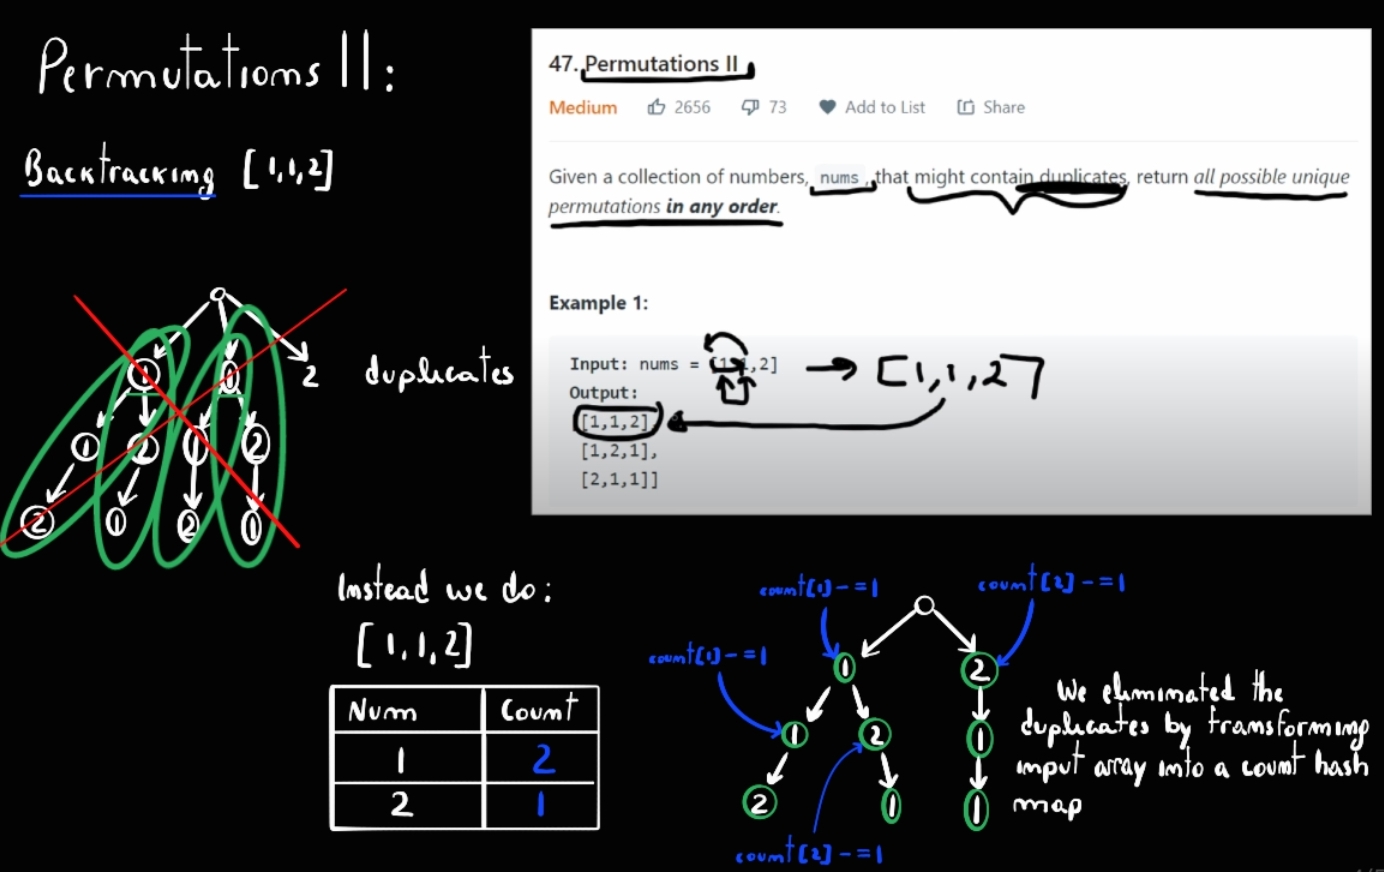 Permutations II:
Backtracking [1,1,2]
1
1
2
duplicates
1
2
1
2
2
1
2
1
47. Permutations II
Medium 2656 73 Add to List Share
Given a collection of numbers, nums, that might contain duplicates, return all possible unique
permutations in any order.
Example 1:
Input: nums = [1,1,2] → [1,1,2]
Output:
[1,1,2],
[1,2,1],
[2,1,1]]
Instead we do:
[1,1,2]
Num Count
1 2
2 1
count[1]-=1
count[2]-=1
count[1]-=1
1
2
1
2
1
2
1
1
count[2]-=1
We eliminated the
duplicates by transforming
input array into a count hash
map